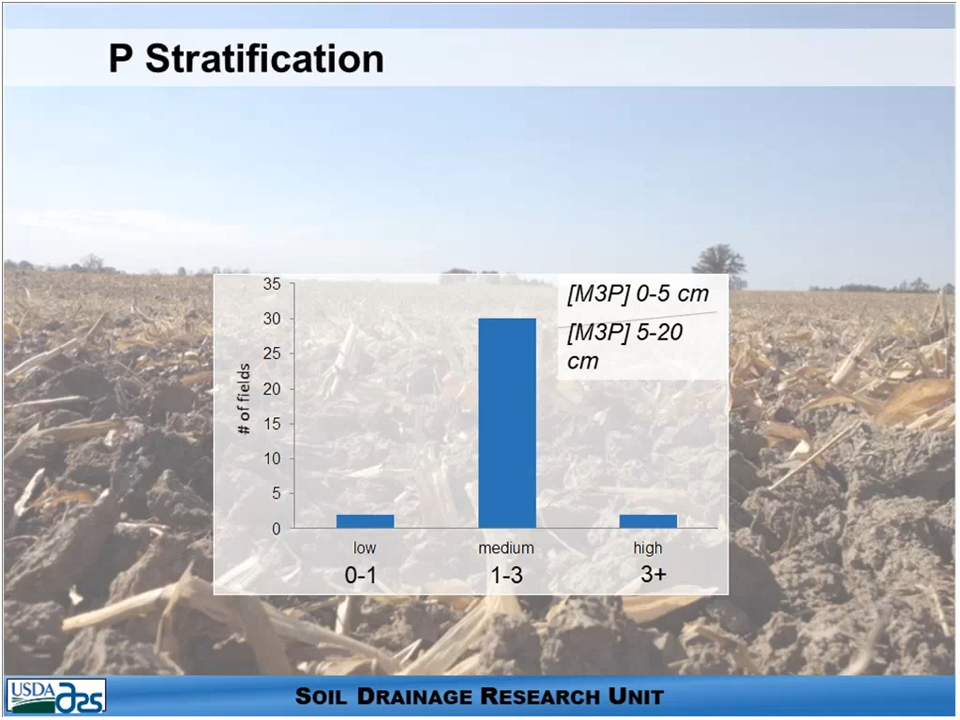 P Stratification
[M3P] 0-5 cm
[M3P] 5-20
cm
35
30
25
20
15
10
5
0
# of fields
low
medium
high
0-1
1-3
3+
USDA
ars
SOIL DRAINAGE RESEARCH UNIT